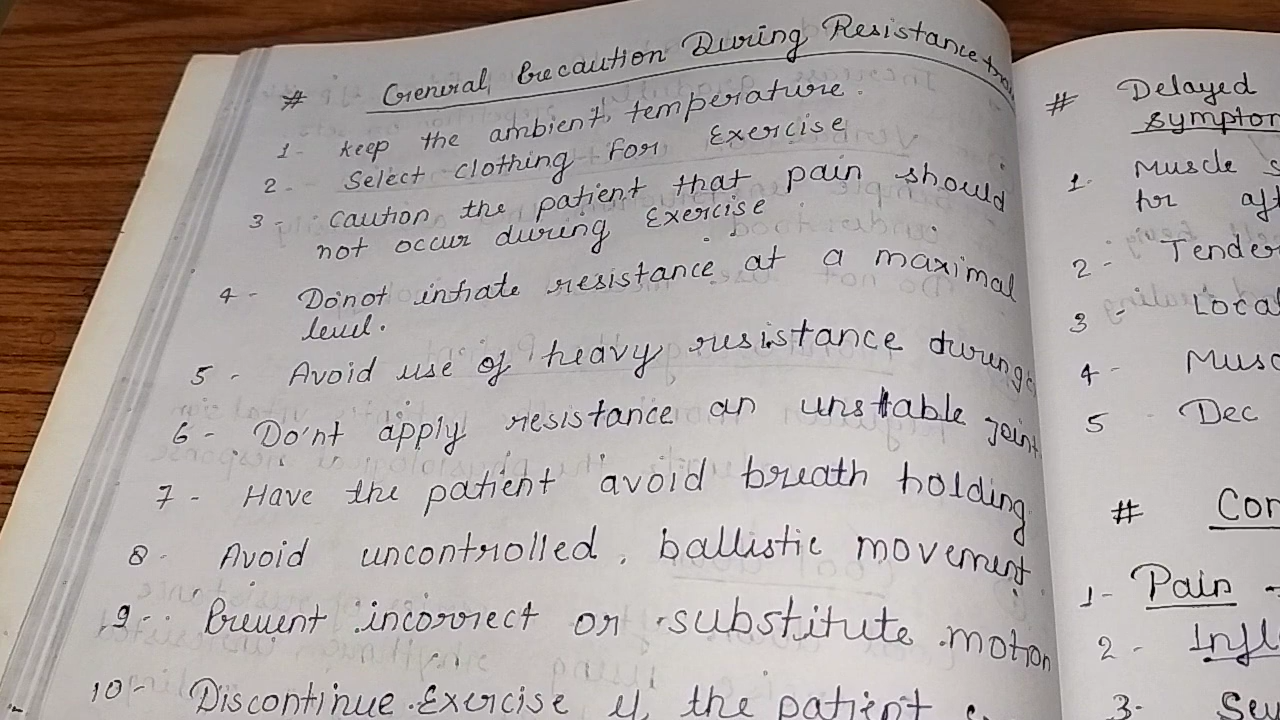 # General Precaution During Resistance
1- Keep the ambient temperature.
2- Select clothing for Exercise
3- Caution the patient that pain should
not occur during Exercise
4- Donot intiate resistance at a maximal
level.
5- Avoid use of heavy resistance during
6- Do'nt apply resistance an unstable joint
7- Have the patient avoid breath holding
8- Avoid uncontrolled, ballistic movement
9- Prevent incorrect or substitute motion
10- Discontinue Exercise if the patient
# Delayed
Symptom
1. Muscle s
hr aft
2- Tender
3- Loca
4- Musc
5 Dec
# Con
1- Pain -
2- Infl
3- Sev